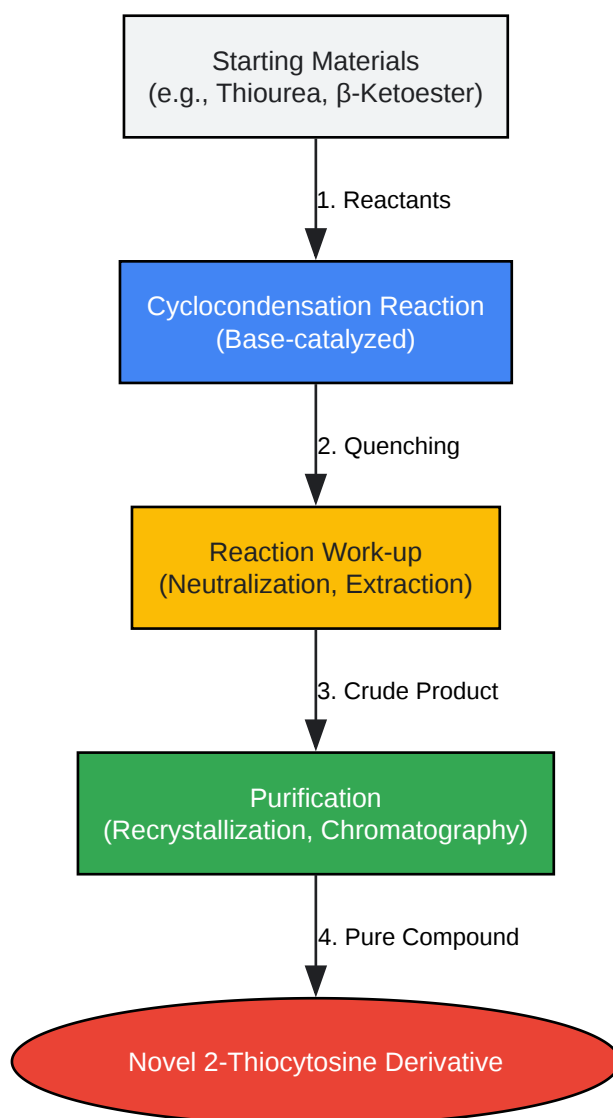 Starting Materials
(e.g., Thiourea, β-Ketoester)
1. Reactants
Cyclocondensation Reaction
(Base-catalyzed)
2. Quenching
Reaction Work-up
(Neutralization, Extraction)
3. Crude Product
Purification
(Recrystallization, Chromatography)
4. Pure Compound
Novel 2-Thiocytosine Derivative